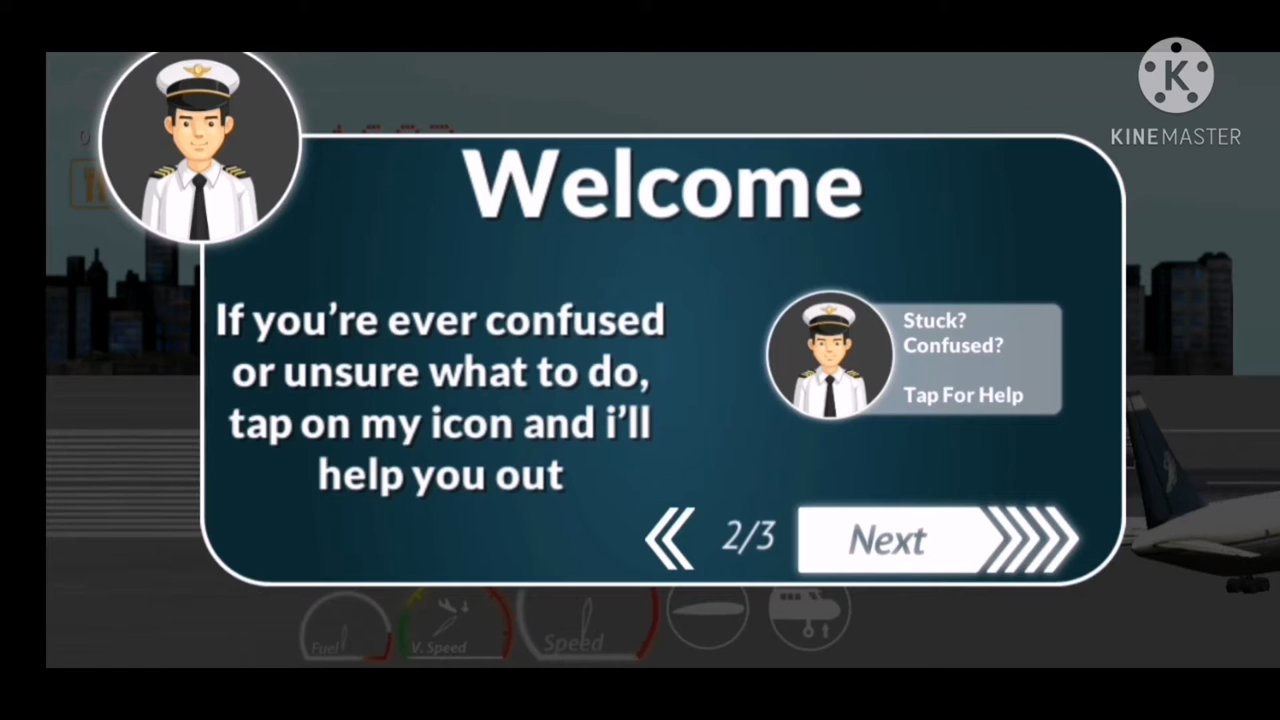 KINEMASTER
Welcome
If you're ever confused
or unsure what to do,
tap on my icon and i'll
help you out
Stuck?
Confused?
Tap For Help
2/3
Next
Fuel
V. Speed
Speed